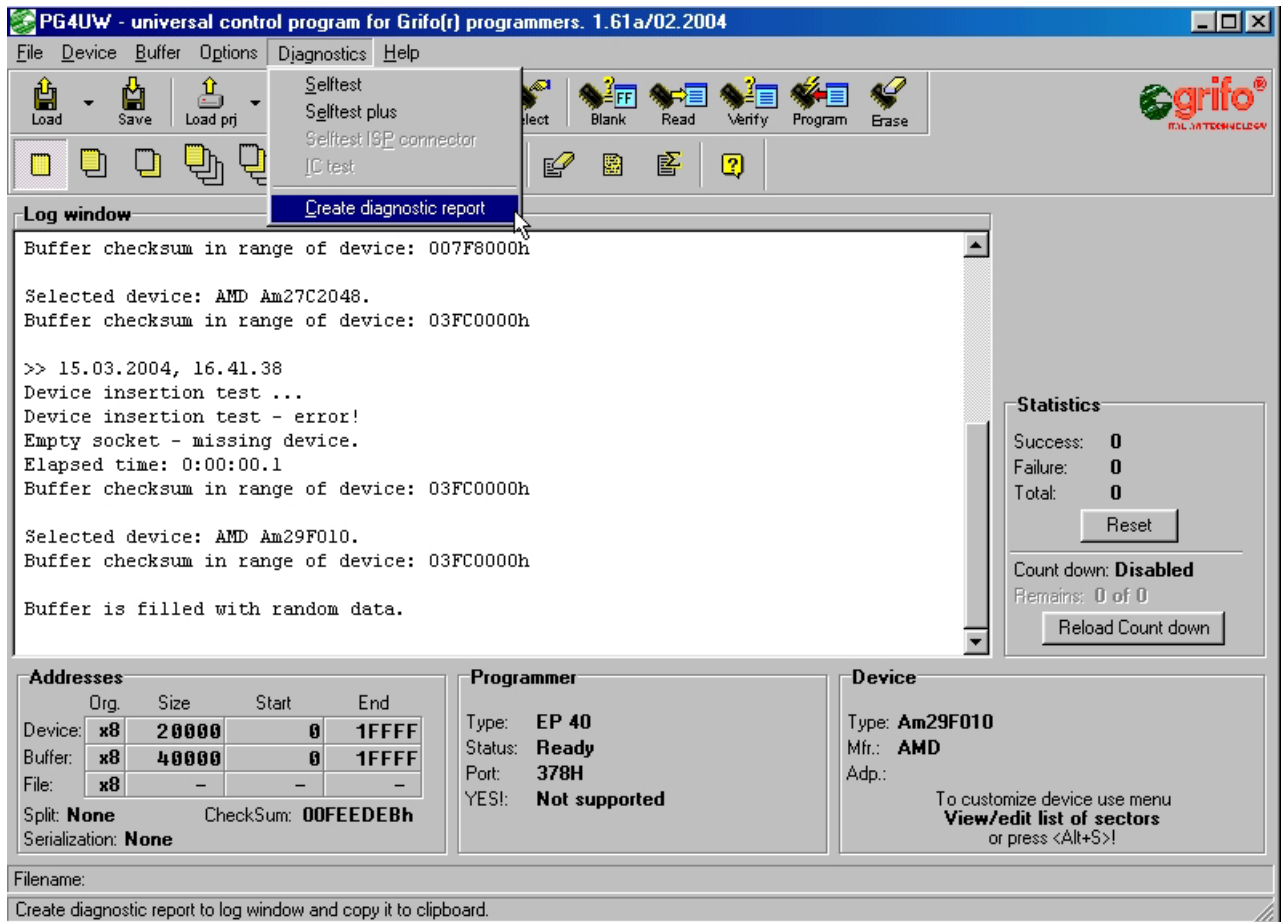 PG4UW - universal control program for Grifo(r) programmers. 1.61a/02.2004
File Device Buffer Options Diagnostics Help
Selftest
Selftest plus
Selftest ISP connector
IC test
Create diagnostic report
Load Save Load prj elect Blank Read Verify Program Erase
FF
grifo®
ITALIAN TECHNOLOGY
Log window
Buffer checksum in range of device: 007F8000h
Selected device: AMD Am27C2048.
Buffer checksum in range of device: 03FC0000h
>> 15.03.2004, 16.41.38
Device insertion test ...
Device insertion test - error!
Empty socket - missing device.
Elapsed time: 0:00:00.1
Buffer checksum in range of device: 03FC0000h
Selected device: AMD Am29F010.
Buffer checksum in range of device: 03FC0000h
Buffer is filled with random data.
Statistics
Success: 0
Failure: 0
Total: 0
Reset
Count down: Disabled
Remains: 0 of 0
Reload Count down
Addresses
Org. Size Start End
Device: x8 20000 0 1FFFF
Buffer: x8 40000 0 1FFFF
File: x8 - - -
Split: None CheckSum: 00FEEDEBh
Serialization: None
Programmer
Type: EP 40
Status: Ready
Port: 378H
YES!: Not supported
Device
Type: Am29F010
Mfr.: AMD
Adp.:
To customize device use menu
View/edit list of sectors
or press <Alt+S>!
Filename:
Create diagnostic report to log window and copy it to clipboard.